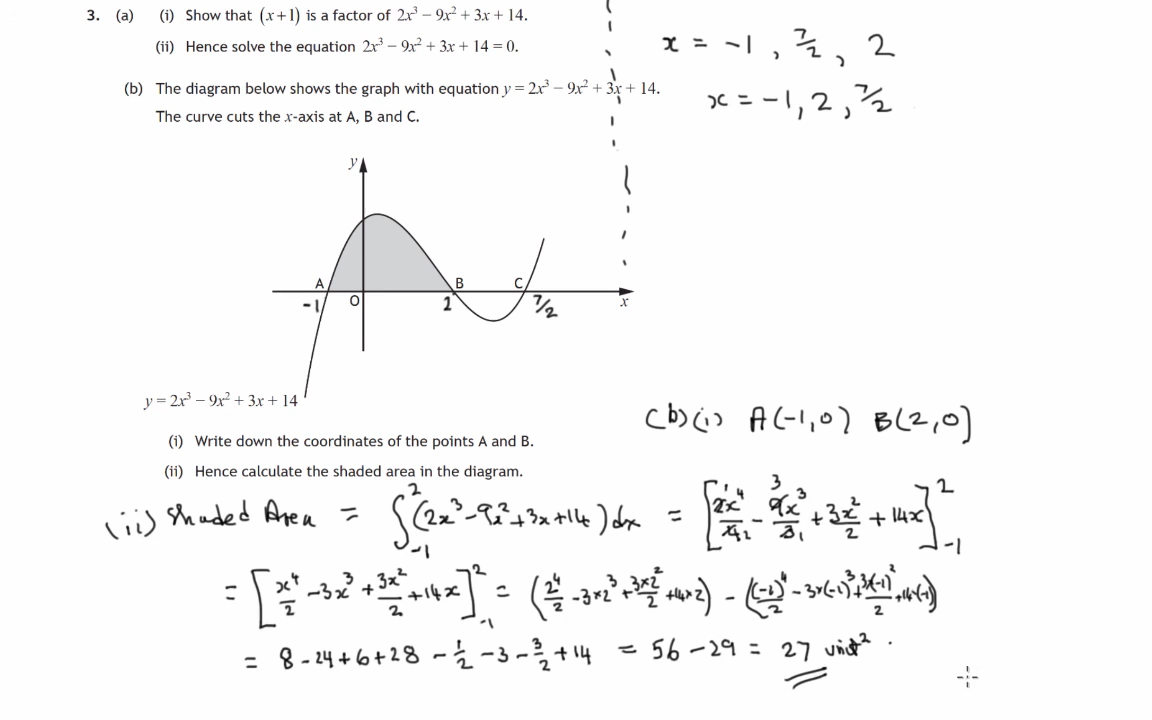 3. (a) (i) Show that (x+1) is a factor of 2x³ − 9x² + 3x + 14.
x = -1, 7/2, 2
(ii) Hence solve the equation 2x³ − 9x² + 3x + 14 = 0.
x = -1, 2, 7/2
(b) The diagram below shows the graph with equation y = 2x³ − 9x² + 3x + 14.
The curve cuts the x-axis at A, B and C.
y
A B C
-1 O 2 7/2 x
y = 2x³ − 9x² + 3x + 14
(b)(i) A(-1,0) B(2,0)
(i) Write down the coordinates of the points A and B.
(ii) Hence calculate the shaded area in the diagram.
(ii) Shaded Area = ∫₋₁² (2x³ - 9x² + 3x + 14) dx = [2x⁴/4 - 9x³/3 + 3x²/2 + 14x]²₋₁
= [x⁴/2 - 3x³ + 3x²/2 + 14x]²₋₁ = (2⁴/2 - 3×2³ + 3×2²/2 + 14×2) - ((-1)⁴/2 - 3×(-1)³ + 3×(-1)²/2 + 14×(-1))
= 8 - 24 + 6 + 28 - 1/2 - 3 - 3/2 + 14 = 56 - 29 = 27 unit².